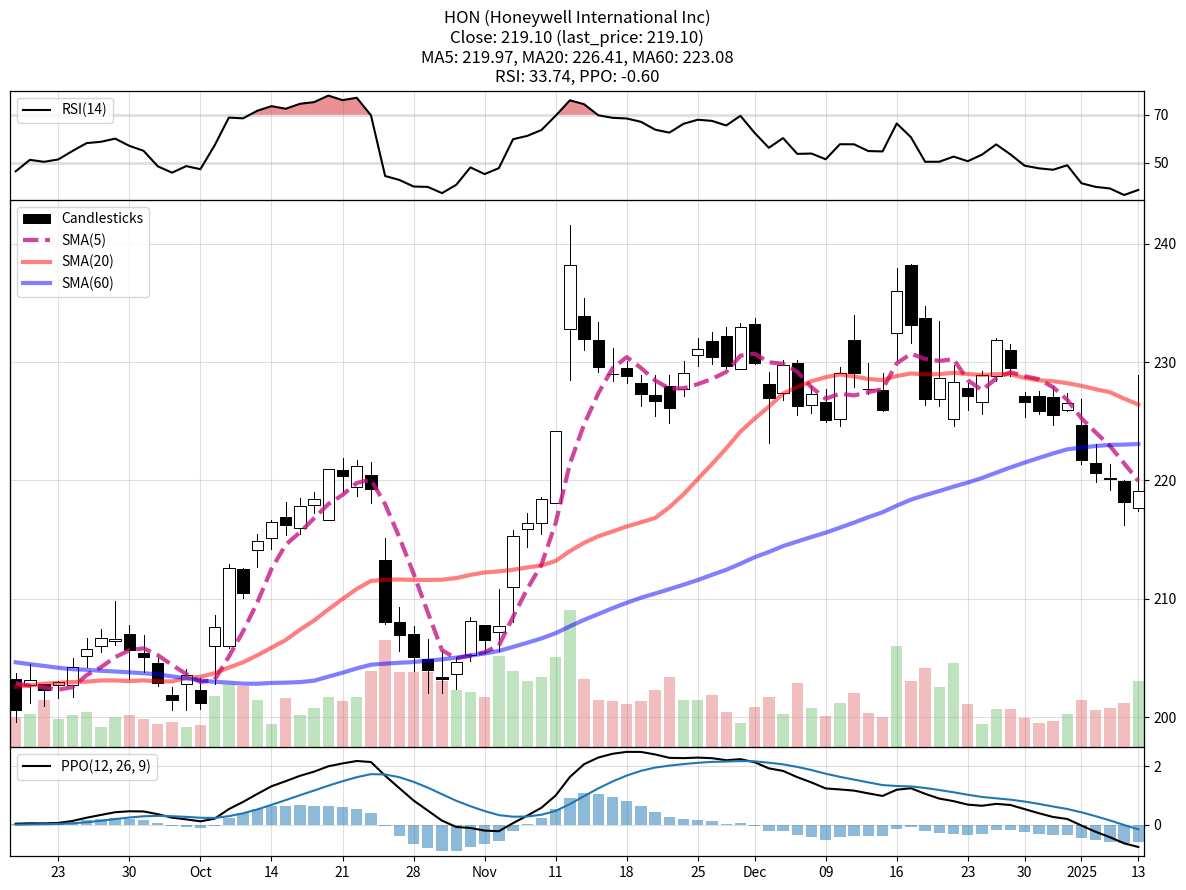 HON (Honeywell International Inc)
Close: 219.10 (last_price: 219.10)
MA5: 219.97, MA20: 226.41, MA60: 223.08
RSI: 33.74, PPO: -0.60
RSI(14)
70
50
Candlesticks
SMA(5)
SMA(20)
SMA(60)
240
230
220
210
200
PPO(12, 26, 9)
2
0
23 30 Oct 14 21 28 Nov 11 18 25 Dec 09 16 23 30 2025 13